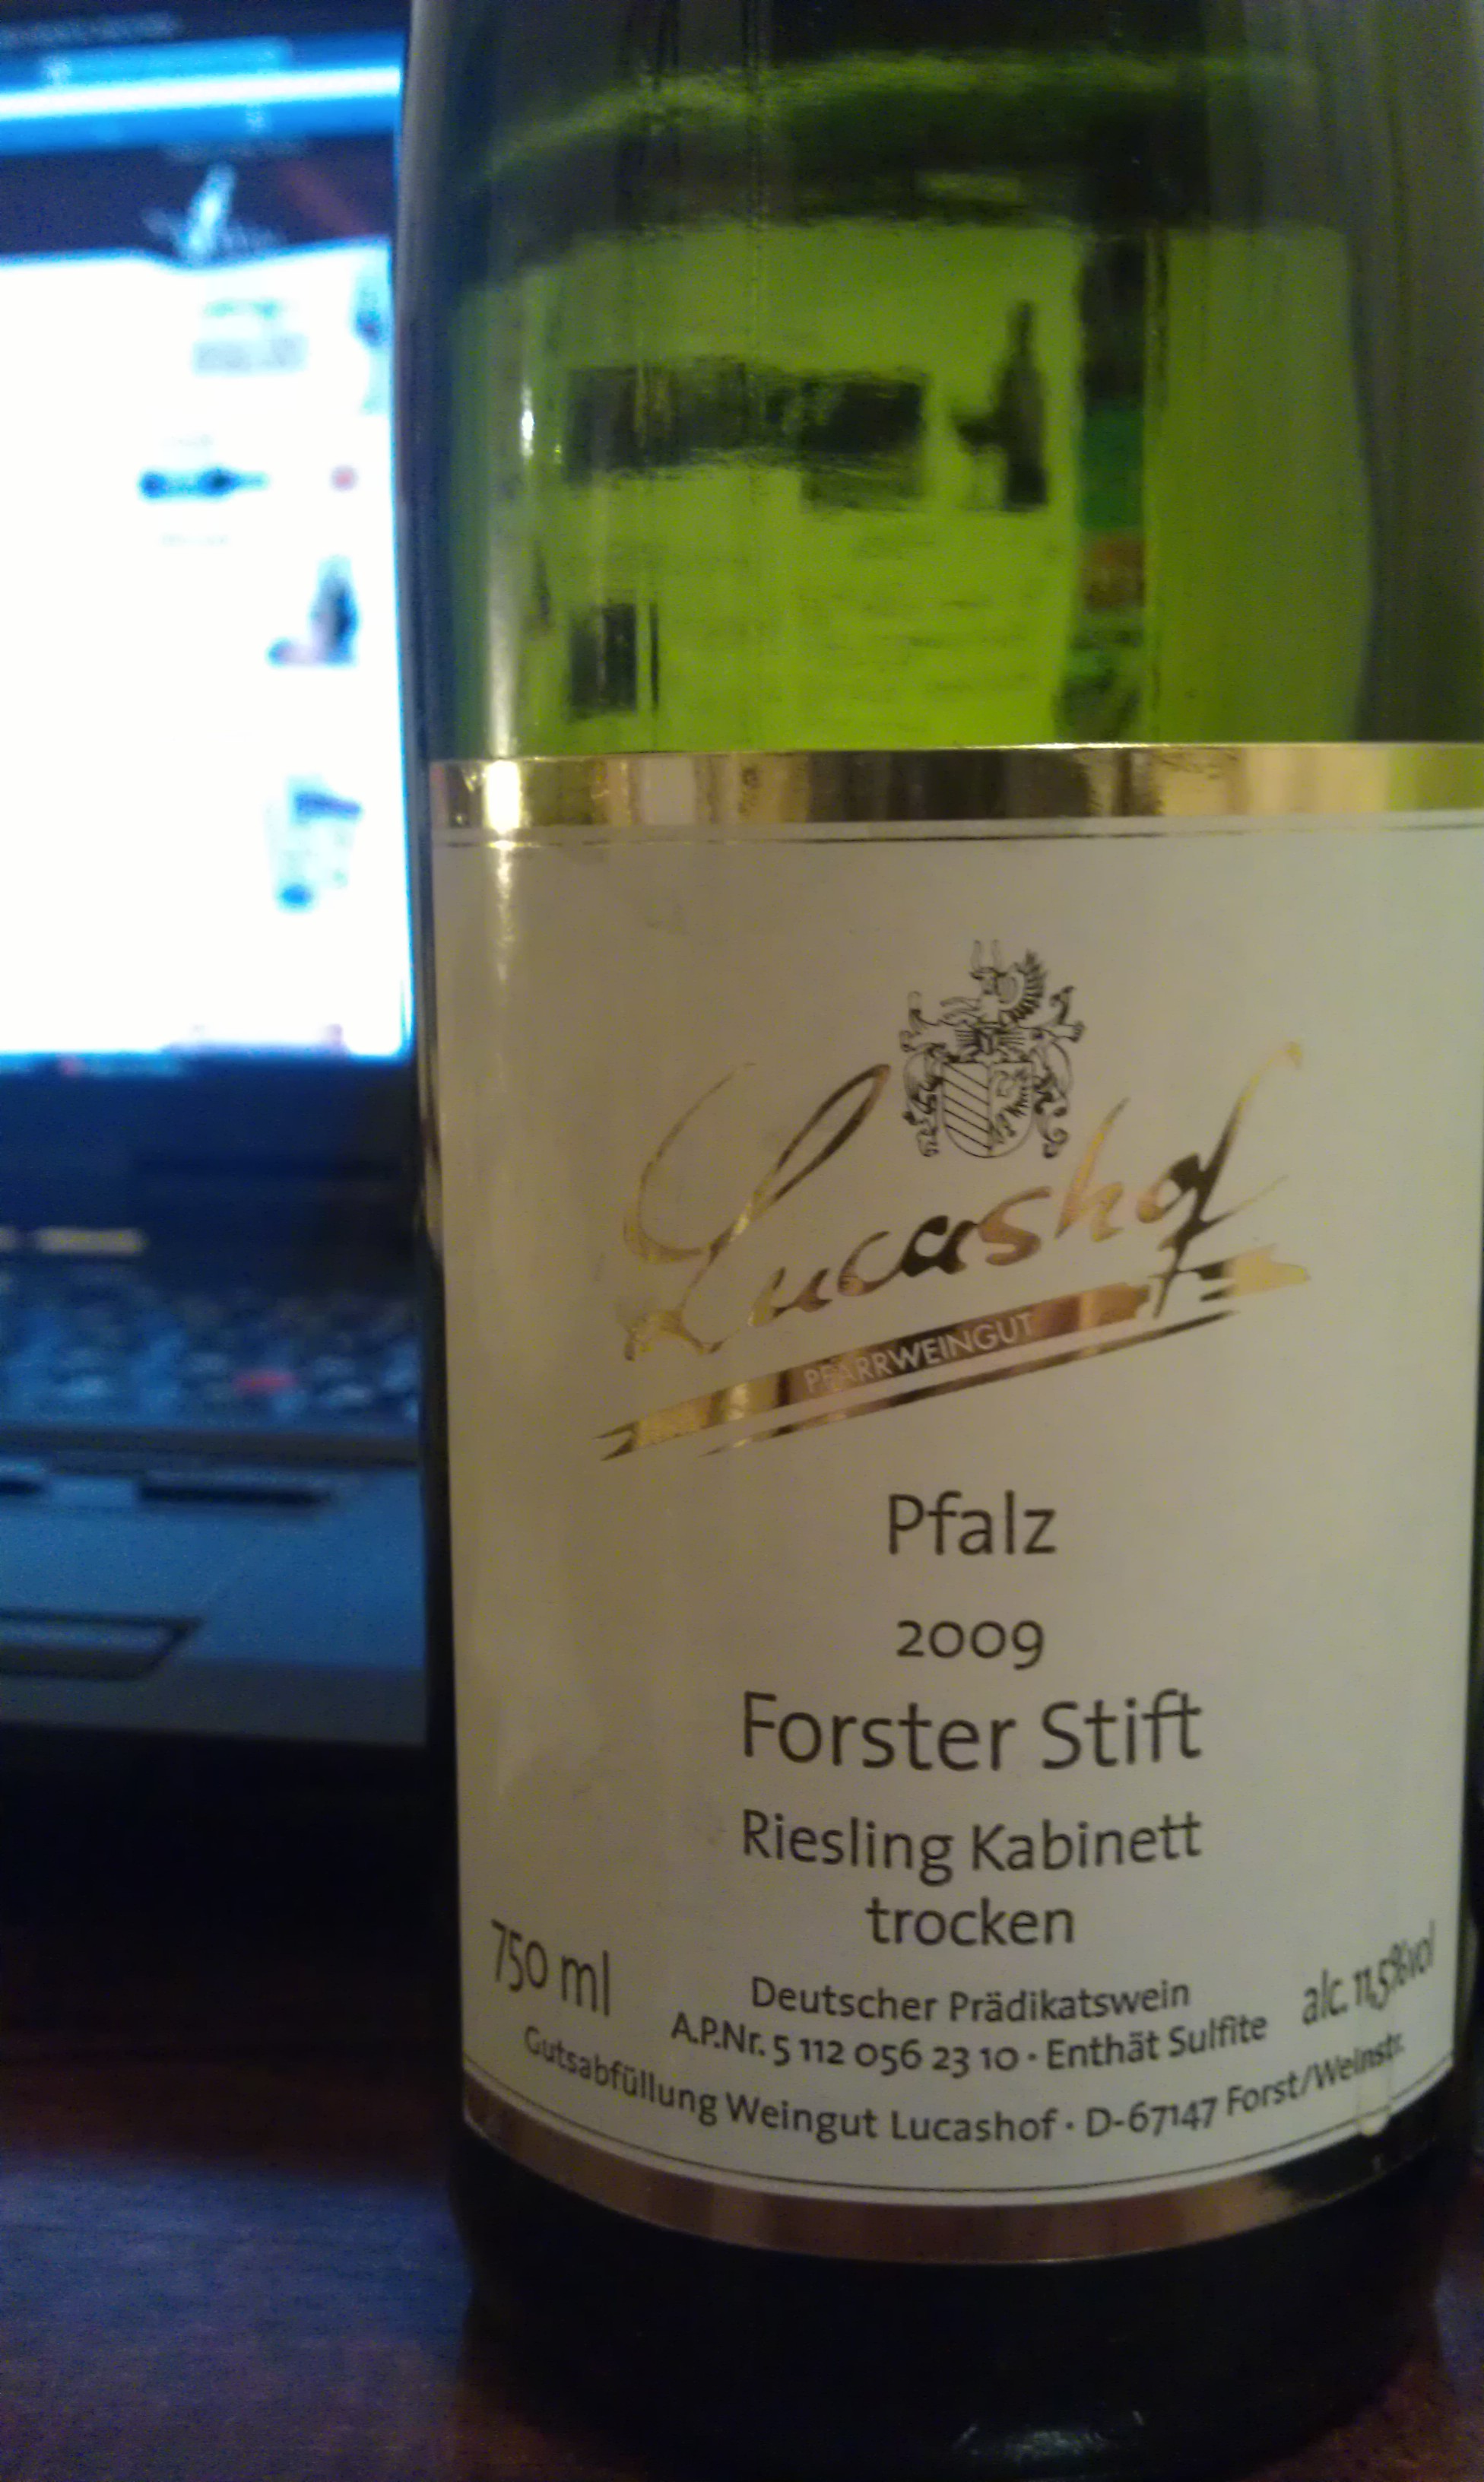 Lucashof
PFARRWEINGUT
Pfalz
2009
Forster Stift
Riesling Kabinett
trocken
750 ml
Deutscher Prädikatswein
alc. 11,5%vol
A.P.Nr. 5 112 056 23 10 · Enthät Sulfite
Gutsabfüllung Weingut Lucashof · D-67147 Forst/Weinstr.